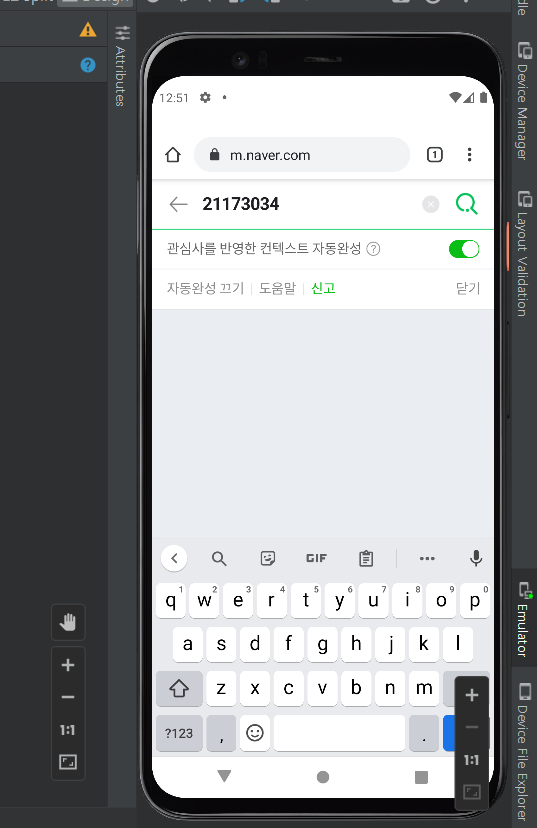 Attributes
12:51
m.naver.com
1
21173034
관심사를 반영한 컨텍스트 자동완성 ?
자동완성 끄기 도움말 신고 닫기
GIF
q 1 w 2 e 3 r 4 t 5 y 6 u 7 i 8 o 9 p 0
a s d f g h j k l
z x c v b n m
?123 , .
1:1
1:1
Device Manager
Layout Validation
Emulator
Device File Explorer